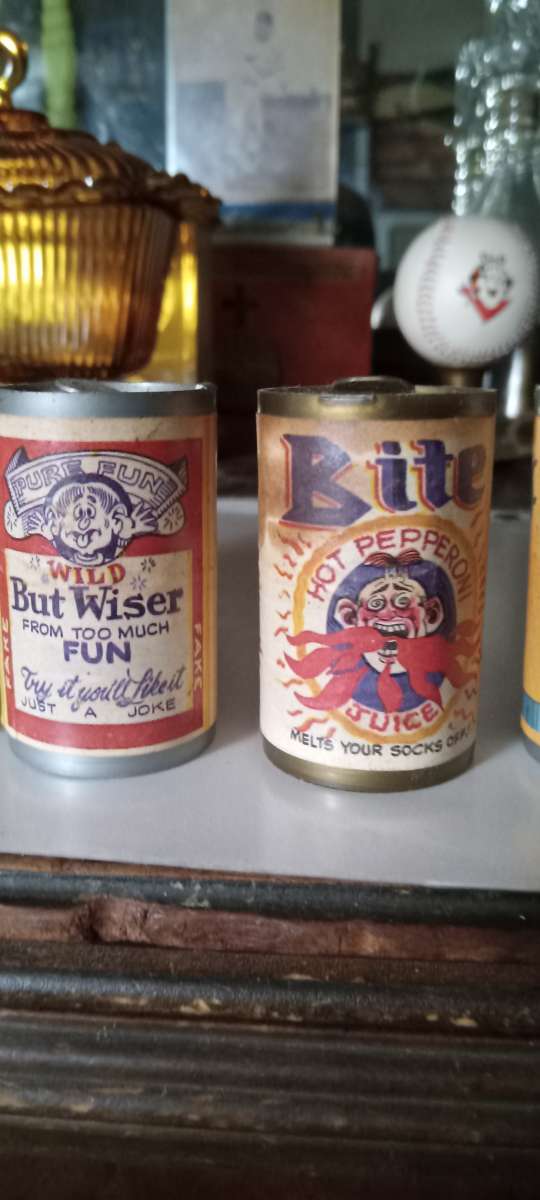 PURE FUN
WILD
But Wiser
FROM TOO MUCH
FUN
Try it you'll like it
JUST A JOKE
FAKE
FAKE
Bite
HOT PEPPERONI
JUICE
MELTS YOUR SOCKS OFF